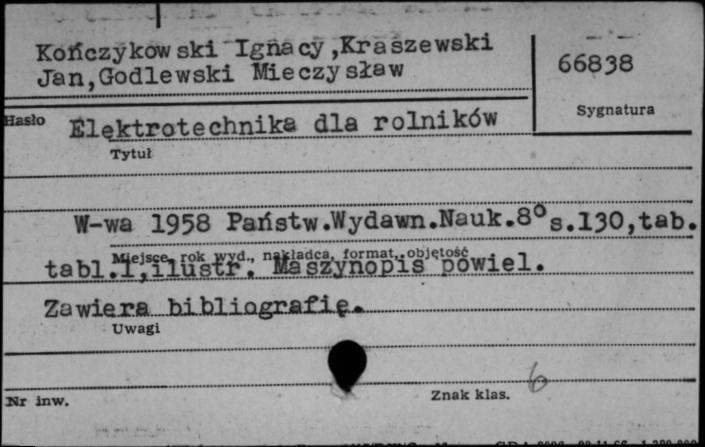 Kończykowski Ignacy,Kraszewski
Jan,Godlewski Mieczysław
66838
Sygnatura
Hasło
Elektrotechnika dla rolników
Tytuł
W-wa 1958 Państw.Wydawn.Nauk.8° s.130,tab.
Miejsce, rok wyd., nakładca, format, objętość
tabl.1,ilustr. Maszynopis powiel.
Zawiera bibliografię.
Uwagi
6
Nr inw.
Znak klas.